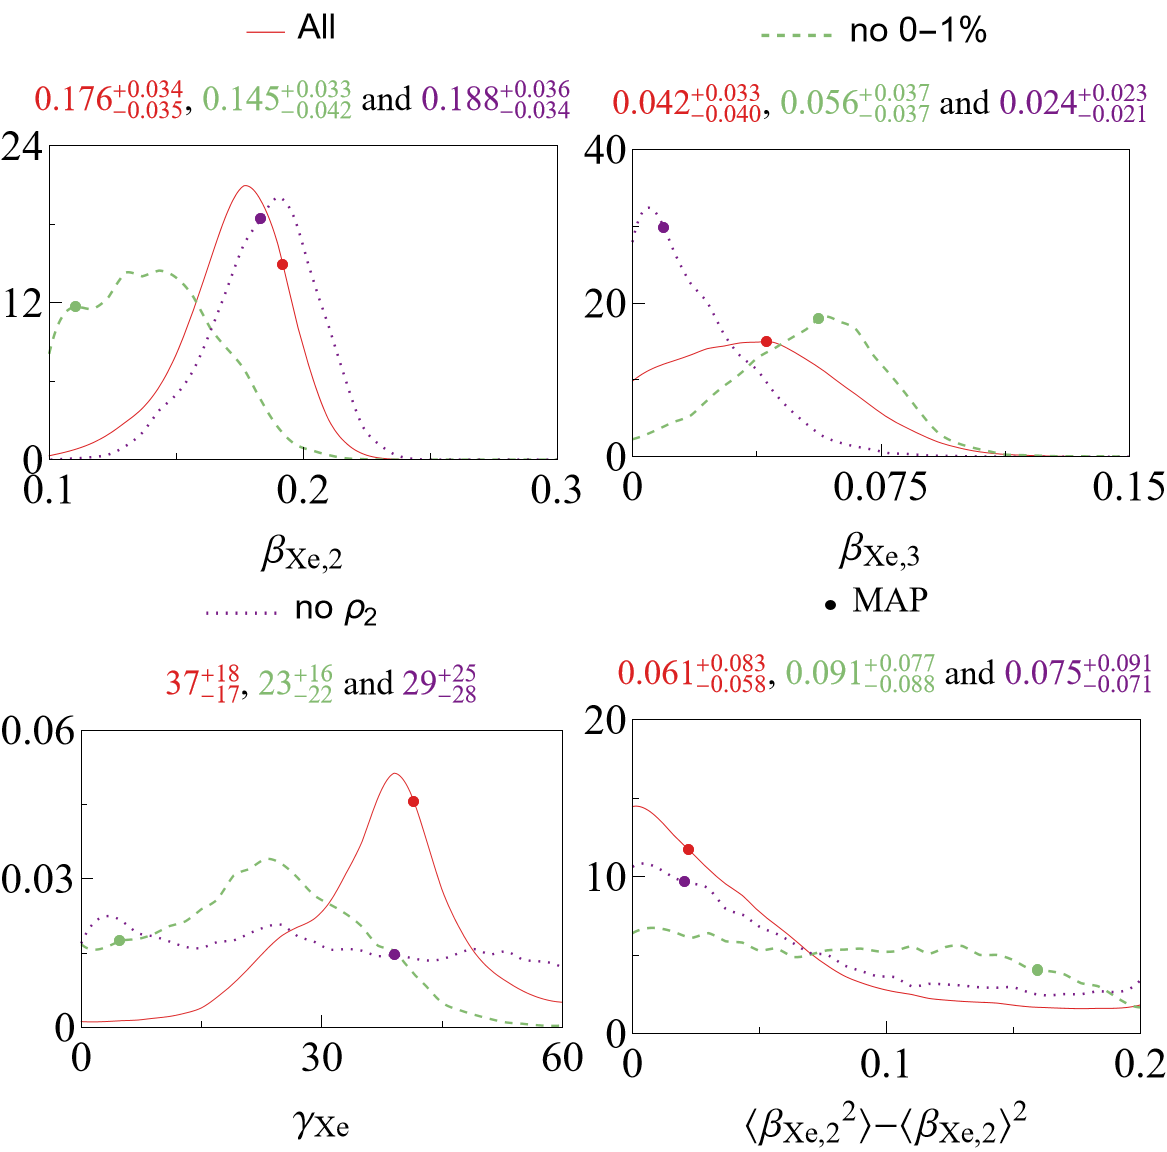 All
no 0–1%
0.176+0.034−0.035, 0.145+0.033−0.042 and 0.188+0.036−0.034
0.042+0.033−0.040, 0.056+0.037−0.037 and 0.024+0.023−0.021
24
12
0
0.1 0.2 0.3
βXe,2
40
20
0
0 0.075 0.15
βXe,3
no ρ2
MAP
37+18−17, 23+16−22 and 29+25−28
0.061+0.083−0.058, 0.091+0.077−0.088 and 0.075+0.091−0.071
0.06
0.03
0
0 30 60
γXe
20
10
0
0 0.1 0.2
⟨βXe,2²⟩−⟨βXe,2⟩²